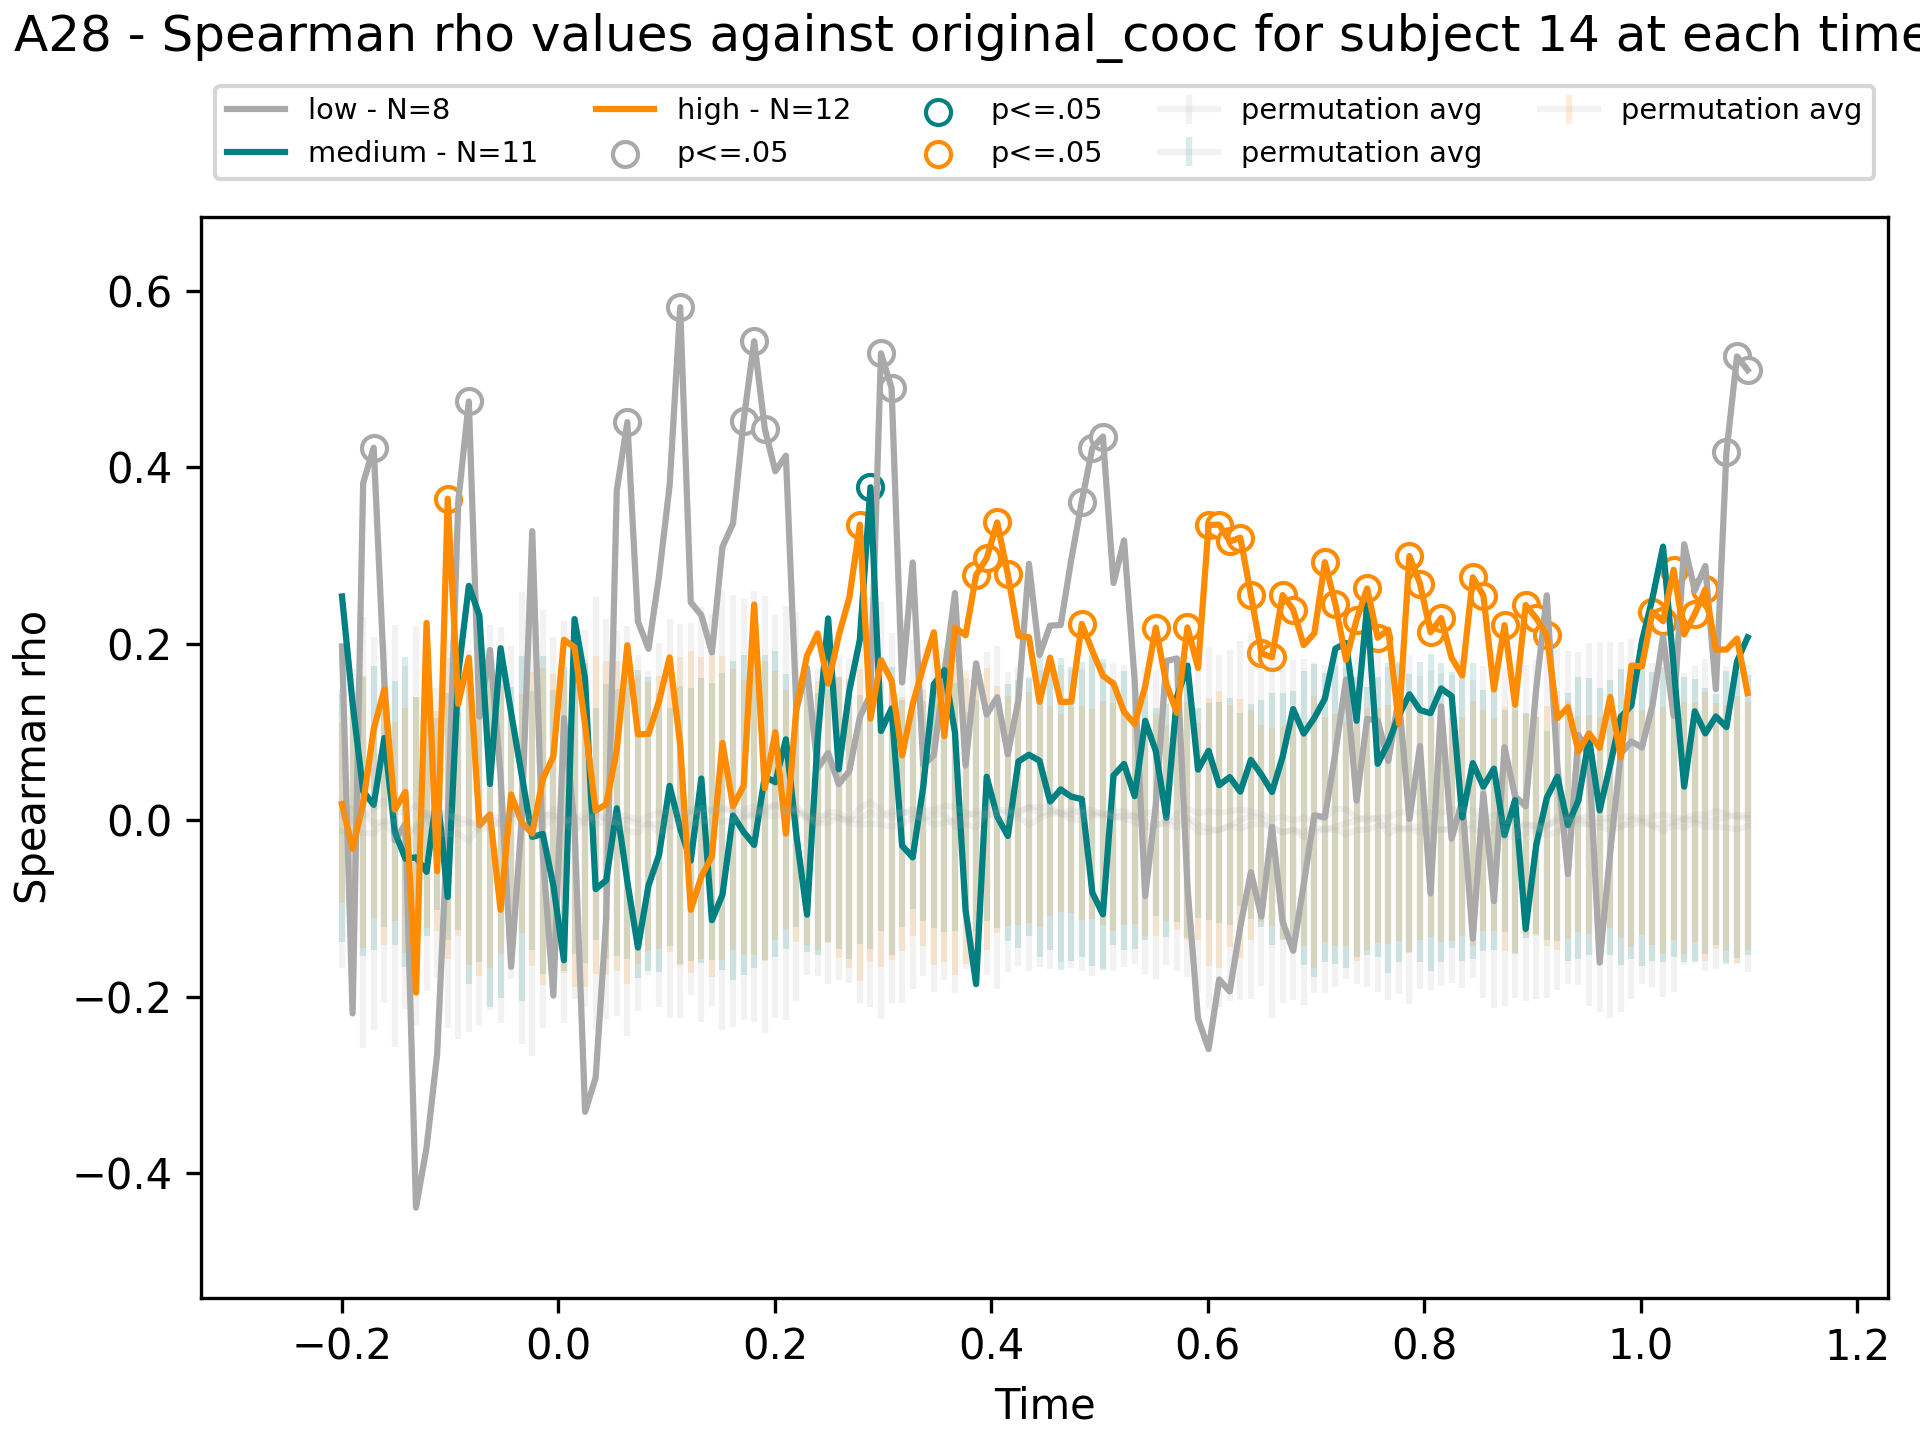 A28 - Spearman rho values against original_cooc for subject 14 at each time
low - N=8
medium - N=11
high - N=12
p<=.05
p<=.05
p<=.05
permutation avg
permutation avg
permutation avg
Spearman rho
0.6
0.4
0.2
0.0
−0.2
−0.4
−0.2 0.0 0.2 0.4 0.6 0.8 1.0 1.2
Time